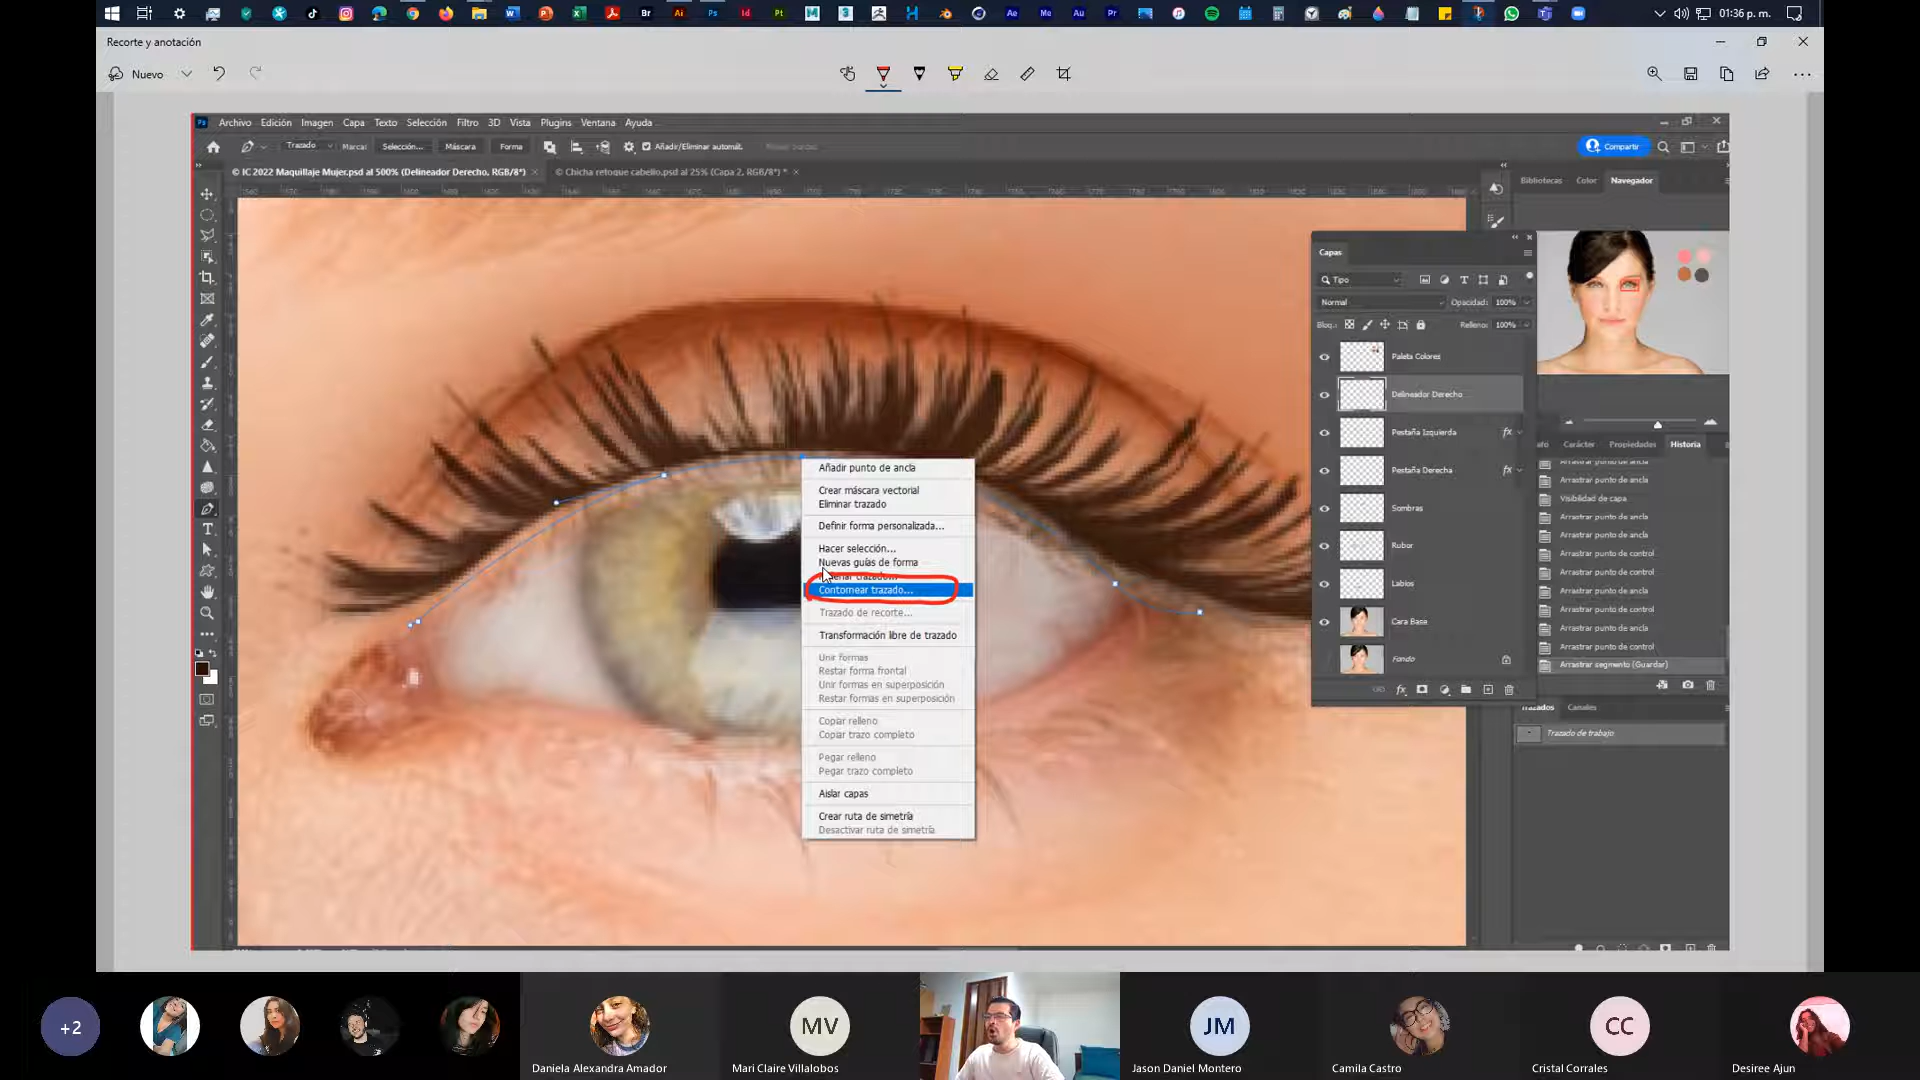 01:36 p. m.
Recorte y anotación
Nuevo
Archivo Edición Imagen Capa Texto Selección Filtro 3D Vista Plugins Ventana Ayuda
Trazado Marca: Selección... Máscara Forma Añadir/Eliminar automát. Compartir
© IC 2022 Maquillaje Mujer.psd al 500% (Delineador Derecho, RGB/8*) × © Chicha retoque cabello.psd al 25% (Capa 2, RGB/8*) * ×
Bibliotecas Color Navegador
Capas
Tipo
Normal Opacidad: 100%
Bloq.: Relleno: 100%
Paleta Colores
Delineador Derecho
Pestaña Izquierda fx
Pestaña Derecha fx
Sombras
Rubor
Labios
Cara Base
Fondo
Carácter Propiedades Historia
Arrastrar punto de ancla
Arrastrar punto de ancla
Visibilidad de capa
Arrastrar punto de ancla
Arrastrar punto de ancla
Arrastrar punto de control
Arrastrar punto de control
Arrastrar punto de ancla
Arrastrar punto de control
Arrastrar punto de ancla
Arrastrar punto de control
Arrastrar segmento (Guardar)
Trazados Canales
Trazado de trabajo
Añadir punto de ancla
Crear máscara vectorial
Eliminar trazado
Definir forma personalizada...
Hacer selección...
Nuevas guías de forma
trazado...
Contornear trazado...
Trazado de recorte...
Transformación libre de trazado
Unir formas
Restar forma frontal
Unir formas en superposición
Restar formas en superposición
Copiar relleno
Copiar trazo completo
Pegar relleno
Pegar trazo completo
Aislar capas
Crear ruta de simetría
Desactivar ruta de simetría
+2
MV
JM
CC
Daniela Alexandra Amador
Mari Claire Villalobos
Jason Daniel Montero
Camila Castro
Cristal Corrales
Desiree Ajun